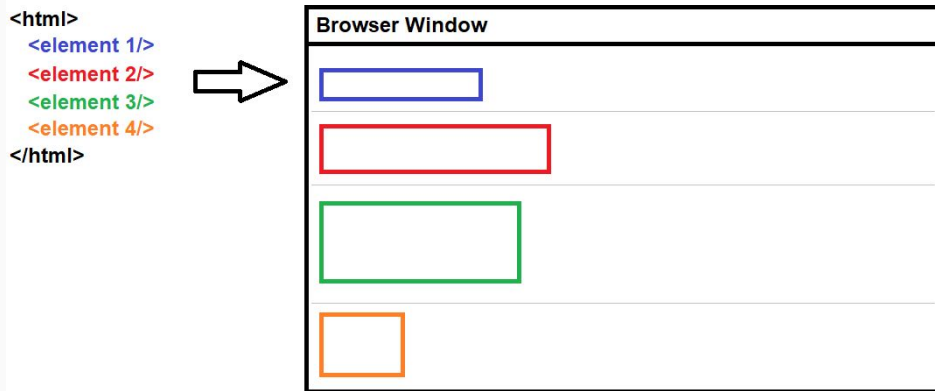 <html>
<element 1/>
<element 2/>
<element 3/>
<element 4/>
</html>
Browser Window